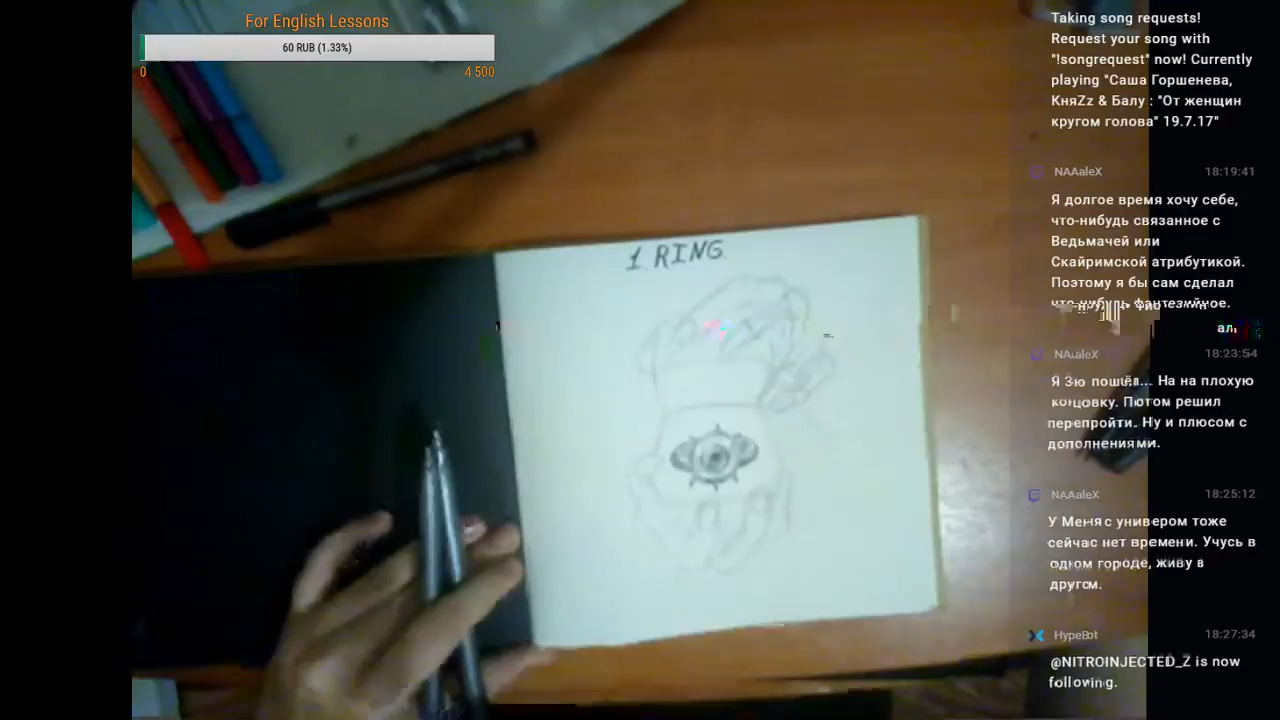 For English Lessons
60 RUB (1.33%)
0
4 500
1. RING
Taking song requests!
Request your song with
"!songrequest" now! Currently
playing "Саша Горшенева,
КняZz & Балу : "От женщин
кругом голова" 19.7.17"
NAAaleX
18:19:41
Я долгое время хочу себе,
что-нибудь связанное с
Ведьмачей или
Скайримской атрибутикой.
Поэтому я бы сам сделал
что-нибудь фантезийное.
NAAaleX
18:23:54
Я 3ю пошёл... На на плохую
концовку. Потом решил
перепройти. Ну и плюсом с
дополнениями.
NAAaleX
18:25:12
У Меня с универом тоже
сейчас нет времени. Учусь в
одном городе, живу в
другом.
HypeBot
18:27:34
@NITROINJECTED_Z is now
following.